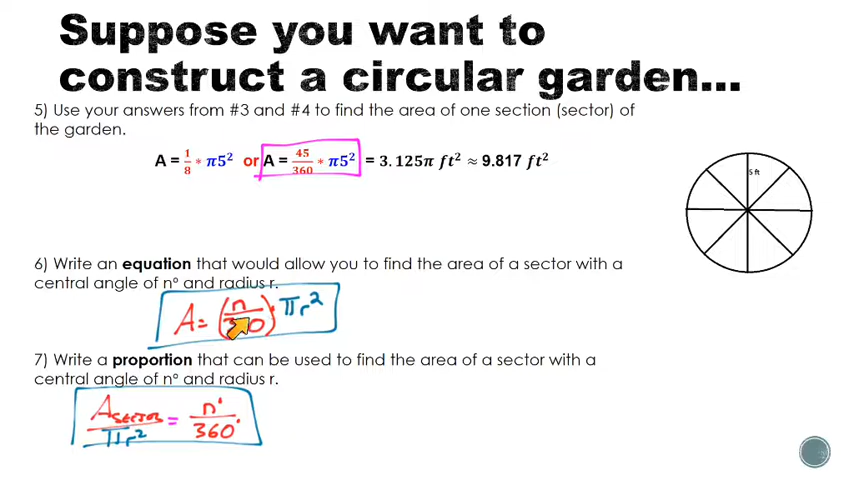 Suppose you want to
construct a circular garden...
5) Use your answers from #3 and #4 to find the area of one section (sector) of
the garden.
A = 1/8 * π5² or A = 45/360 * π5² = 3.125π ft² ≈ 9.817 ft²
5 ft
6) Write an equation that would allow you to find the area of a sector with a
central angle of n° and radius r.
A = (n/360) · πr²
7) Write a proportion that can be used to find the area of a sector with a
central angle of n° and radius r.
A SECTOR/πr² = n°/360°